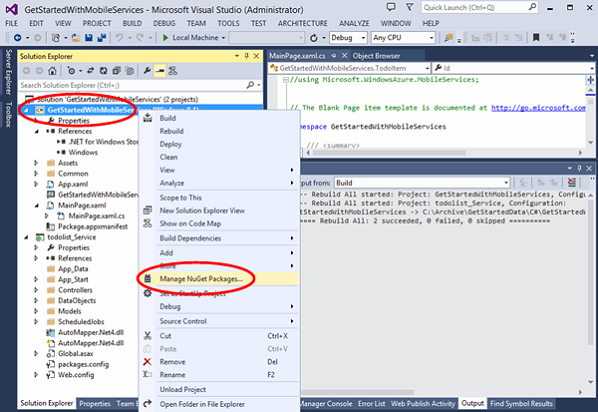 GetStartedWithMobileServices - Microsoft Visual Studio (Administrator)
Quick Launch (Ctrl+Q)
FILE EDIT VIEW PROJECT BUILD DEBUG TEAM TOOLS TEST ARCHITECTURE ANALYZE WINDOW HELP
Local Machine Debug Any CPU
Server Explorer
Toolbox
Solution Explorer
Search Solution Explorer (Ctrl+;)
Solution 'GetStartedWithMobileServices' (2 projects)
GetStartedWithMobileSe
Properties
References
.NET for Windows Stor
Windows
Assets
Common
App.xaml
GetStartedWithMobileServ
MainPage.xaml
MainPage.xaml.cs
Package.appxmanifest
todolist_Service
Properties
References
App_Data
App_Start
Controllers
DataObjects
Models
ScheduledJobs
AutoMapper.Net4.dll
AutoMapper.Net4.dll
Global.asax
packages.config
Web.config
Build
Rebuild
Deploy
Clean
View
Analyze
Scope to This
New Solution Explorer View
Show on Code Map
Build Dependencies
Add
Store
Manage NuGet Packages...
Set as StartUp Project
Debug
Source Control
Cut Ctrl+X
Paste Ctrl+V
Remove Del
Rename F2
Unload Project
Open Folder in File Explorer
MainPage.xaml.cs Object Browser
GetStartedWithMobileServices.TodoItem Id
//using Microsoft.WindowsAzure.MobileServices;
// The Blank Page item template is documented at http://go.microsoft.com
espace GetStartedWithMobileServices
/// <summary>
put from: Build
-- Rebuild All started: Project: GetStartedWithMobileServices, Configuration:
-- Rebuild All started: Project: todolist_Service, Configuration:
etStartedWithMobileServices -> C:\Archive\GetStartedWithMobileData\C#\GetStarted
==== Rebuild All: 2 succeeded, 0 failed, 0 skipped ==========
Solution Explorer Properties Team E
Manager Console Error List Web Publish Activity Output Find Symbol Results